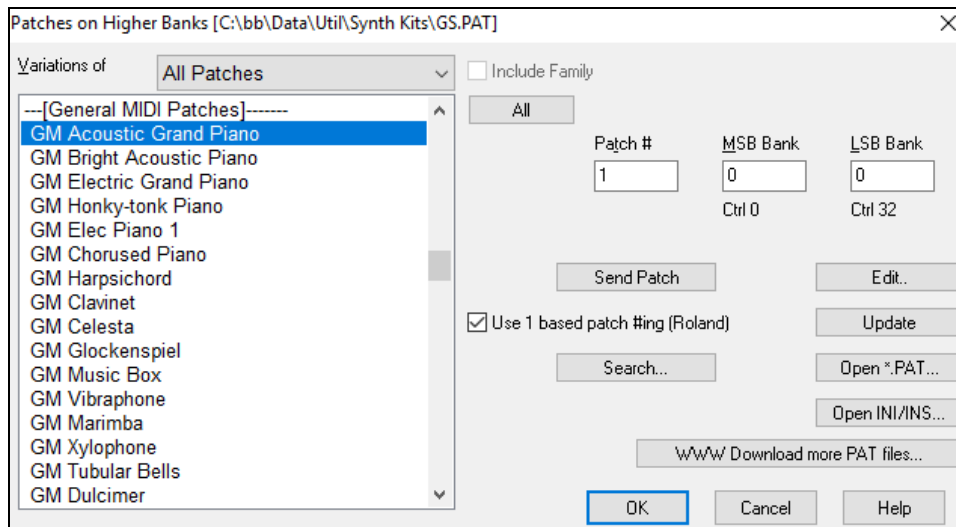 Patches on Higher Banks [C:\bb\Data\Util\Synth Kits\GS.PAT]
Variations of
All Patches
Include Family
---[General MIDI Patches]-------
GM Acoustic Grand Piano
GM Bright Acoustic Piano
GM Electric Grand Piano
GM Honky-tonk Piano
GM Elec Piano 1
GM Chorused Piano
GM Harpsichord
GM Clavinet
GM Celesta
GM Glockenspiel
GM Music Box
GM Vibraphone
GM Marimba
GM Xylophone
GM Tubular Bells
GM Dulcimer
All
Patch # MSB Bank LSB Bank
1 0 0
Ctrl 0 Ctrl 32
Send Patch Edit..
Use 1 based patch #ing (Roland) Update
Search... Open *.PAT...
Open INI/INS...
WWW Download more PAT files...
OK Cancel Help